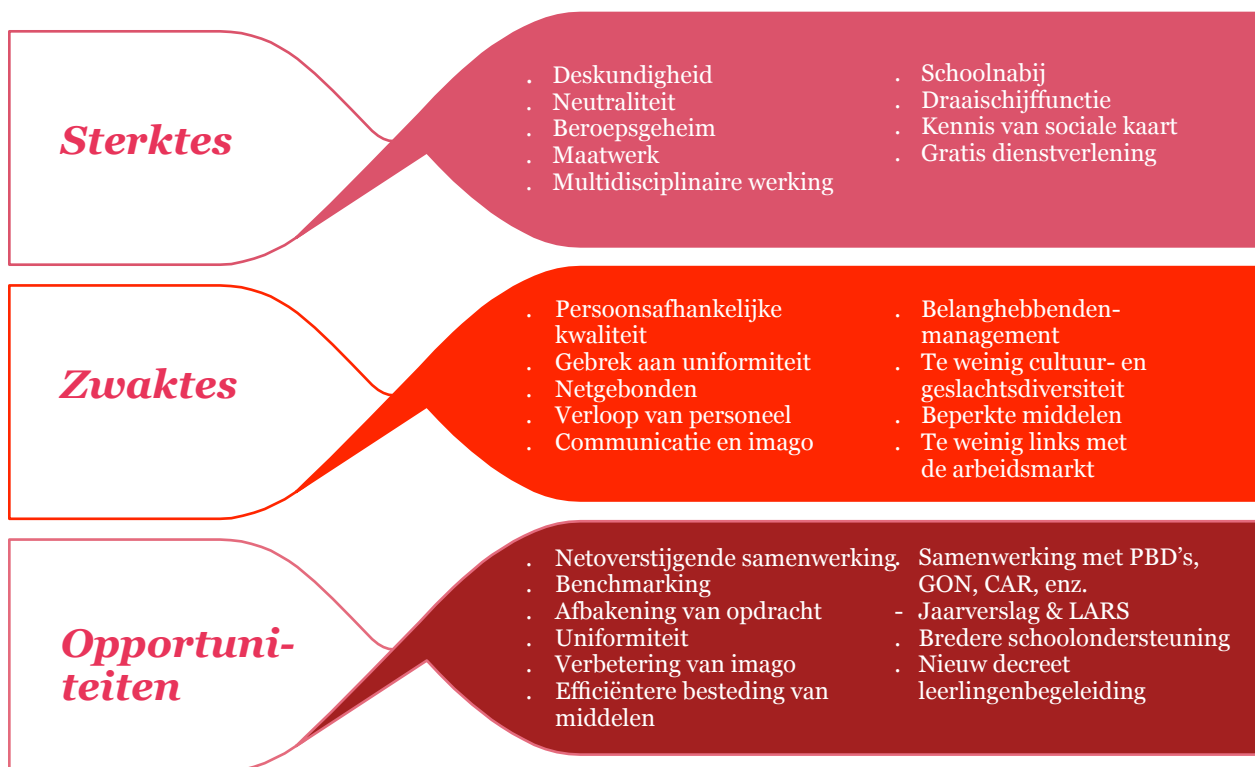 Sterktes
. Deskundigheid
. Neutraliteit
. Beroepsgeheim
. Maatwerk
. Multidisciplinaire werking
. Schoolnabij
. Draaischijffunctie
. Kennis van sociale kaart
. Gratis dienstverlening
Zwaktes
. Persoonsafhankelijke
kwaliteit
. Gebrek aan uniformiteit
. Netgebonden
. Verloop van personeel
. Communicatie en imago
. Belanghebbenden-
management
. Te weinig cultuur- en
geslachtsdiversiteit
. Beperkte middelen
. Te weinig links met
de arbeidsmarkt
Opportuni-
teiten
. Netoverstijgende samenwerking
. Benchmarking
. Afbakening van opdracht
. Uniformiteit
. Verbetering van imago
. Efficiëntere besteding van
middelen
. Samenwerking met PBD’s,
GON, CAR, enz.
- Jaarverslag & LARS
. Bredere schoolondersteuning
. Nieuw decreet
leerlingenbegeleiding